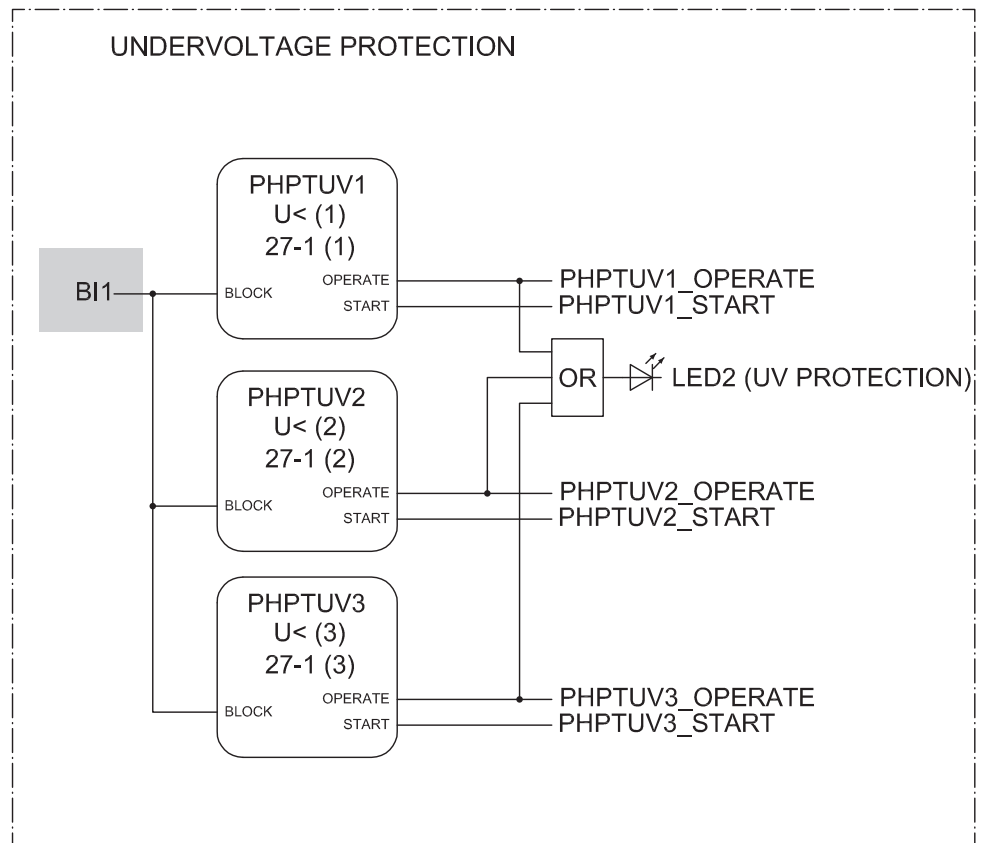 UNDERVOLTAGE PROTECTION
PHPTUV1
U< (1)
27-1 (1)
BI1
BLOCK
OPERATE
START
PHPTUV1_OPERATE
PHPTUV1_START
OR
LED2 (UV PROTECTION)
PHPTUV2
U< (2)
27-1 (2)
BLOCK
OPERATE
START
PHPTUV2_OPERATE
PHPTUV2_START
PHPTUV3
U< (3)
27-1 (3)
BLOCK
OPERATE
START
PHPTUV3_OPERATE
PHPTUV3_START